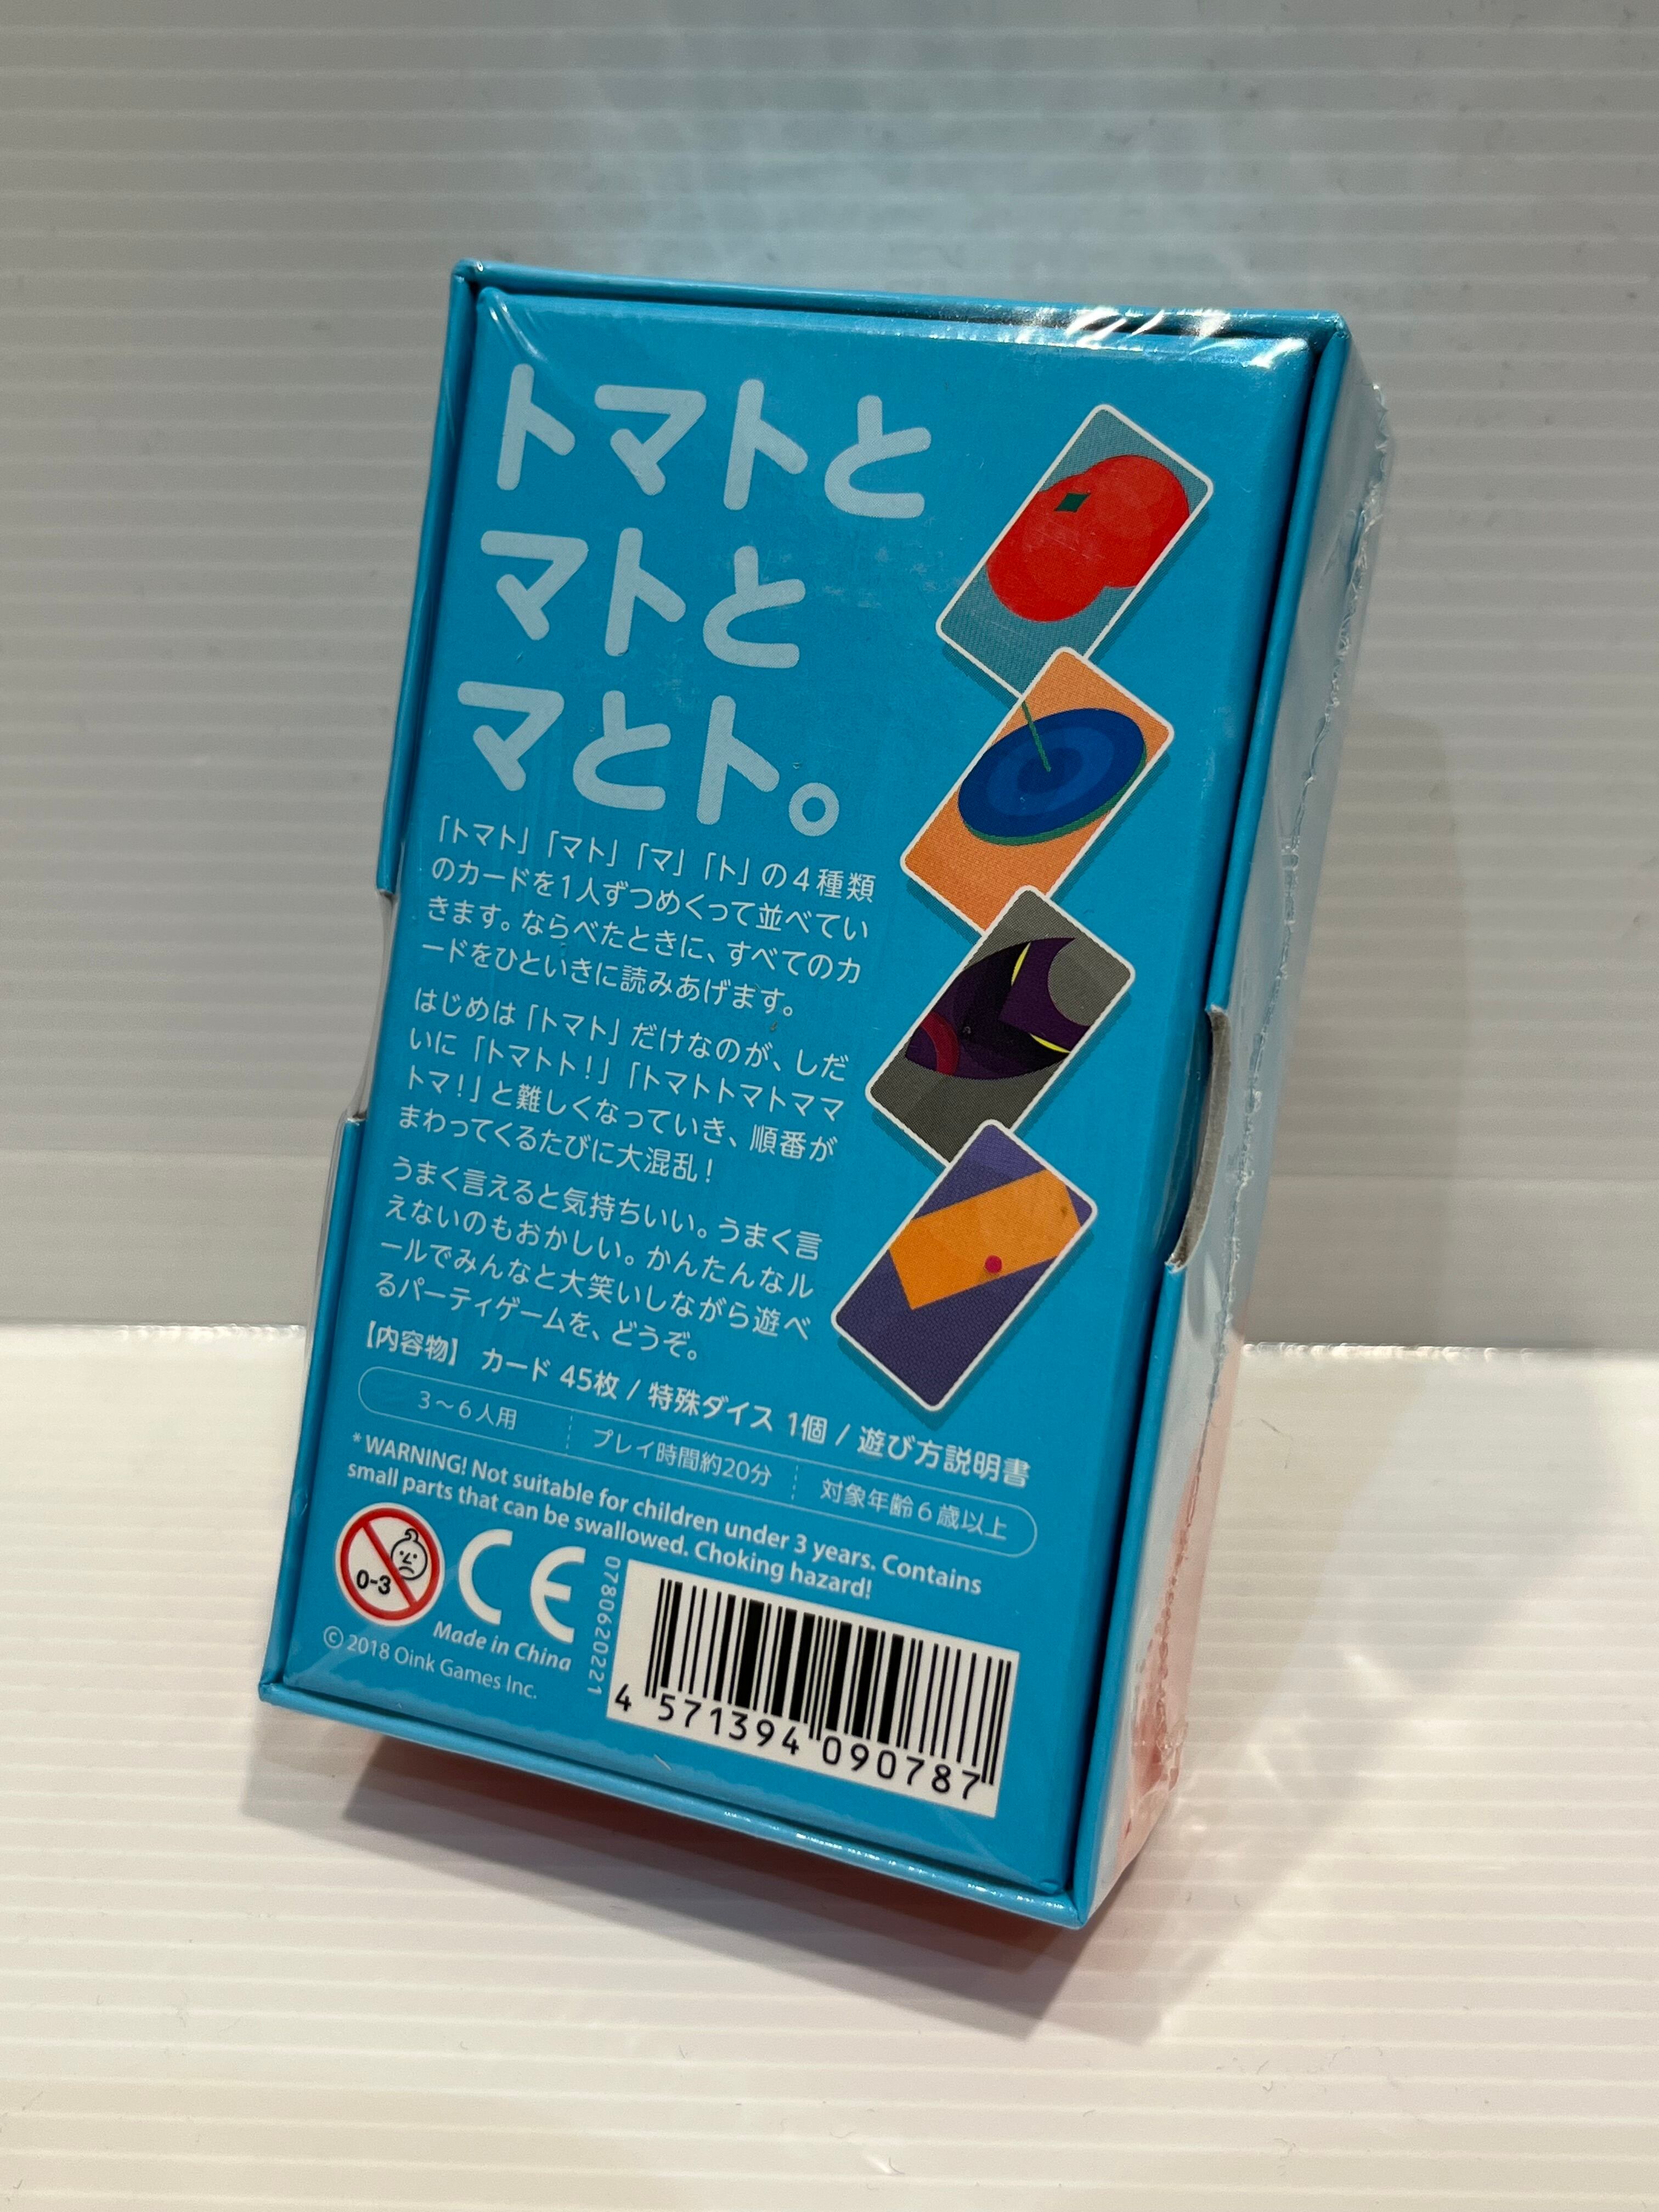 トマトと
マトと
マとト。
「トマト」「マト」「マ」「ト」の4種類
のカードを1人ずつめくって並べてい
きます。ならべたときに、すべてのカ
ードをひといきに読みあげます。
はじめは「トマト」だけなのが、しだ
いに「トマトト!」「トマトトマトママ
トマ!」と難しくなっていき、順番が
まわってくるたびに大混乱!
うまく言えると気持ちいい。うまく言
えないのもおかしい。かんたんなル
ールでみんなと大笑いしながら遊べ
るパーティゲームを、どうぞ。
【内容物】 カード 45枚 / 特殊ダイス 1個 / 遊び方説明書
3〜6人用 プレイ時間約20分 対象年齢6歳以上
* WARNING! Not suitable for children under 3 years. Contains
small parts that can be swallowed. Choking hazard!
0-3
CE
Made in China
© 2018 Oink Games Inc.
0780620221
4 571394 090787